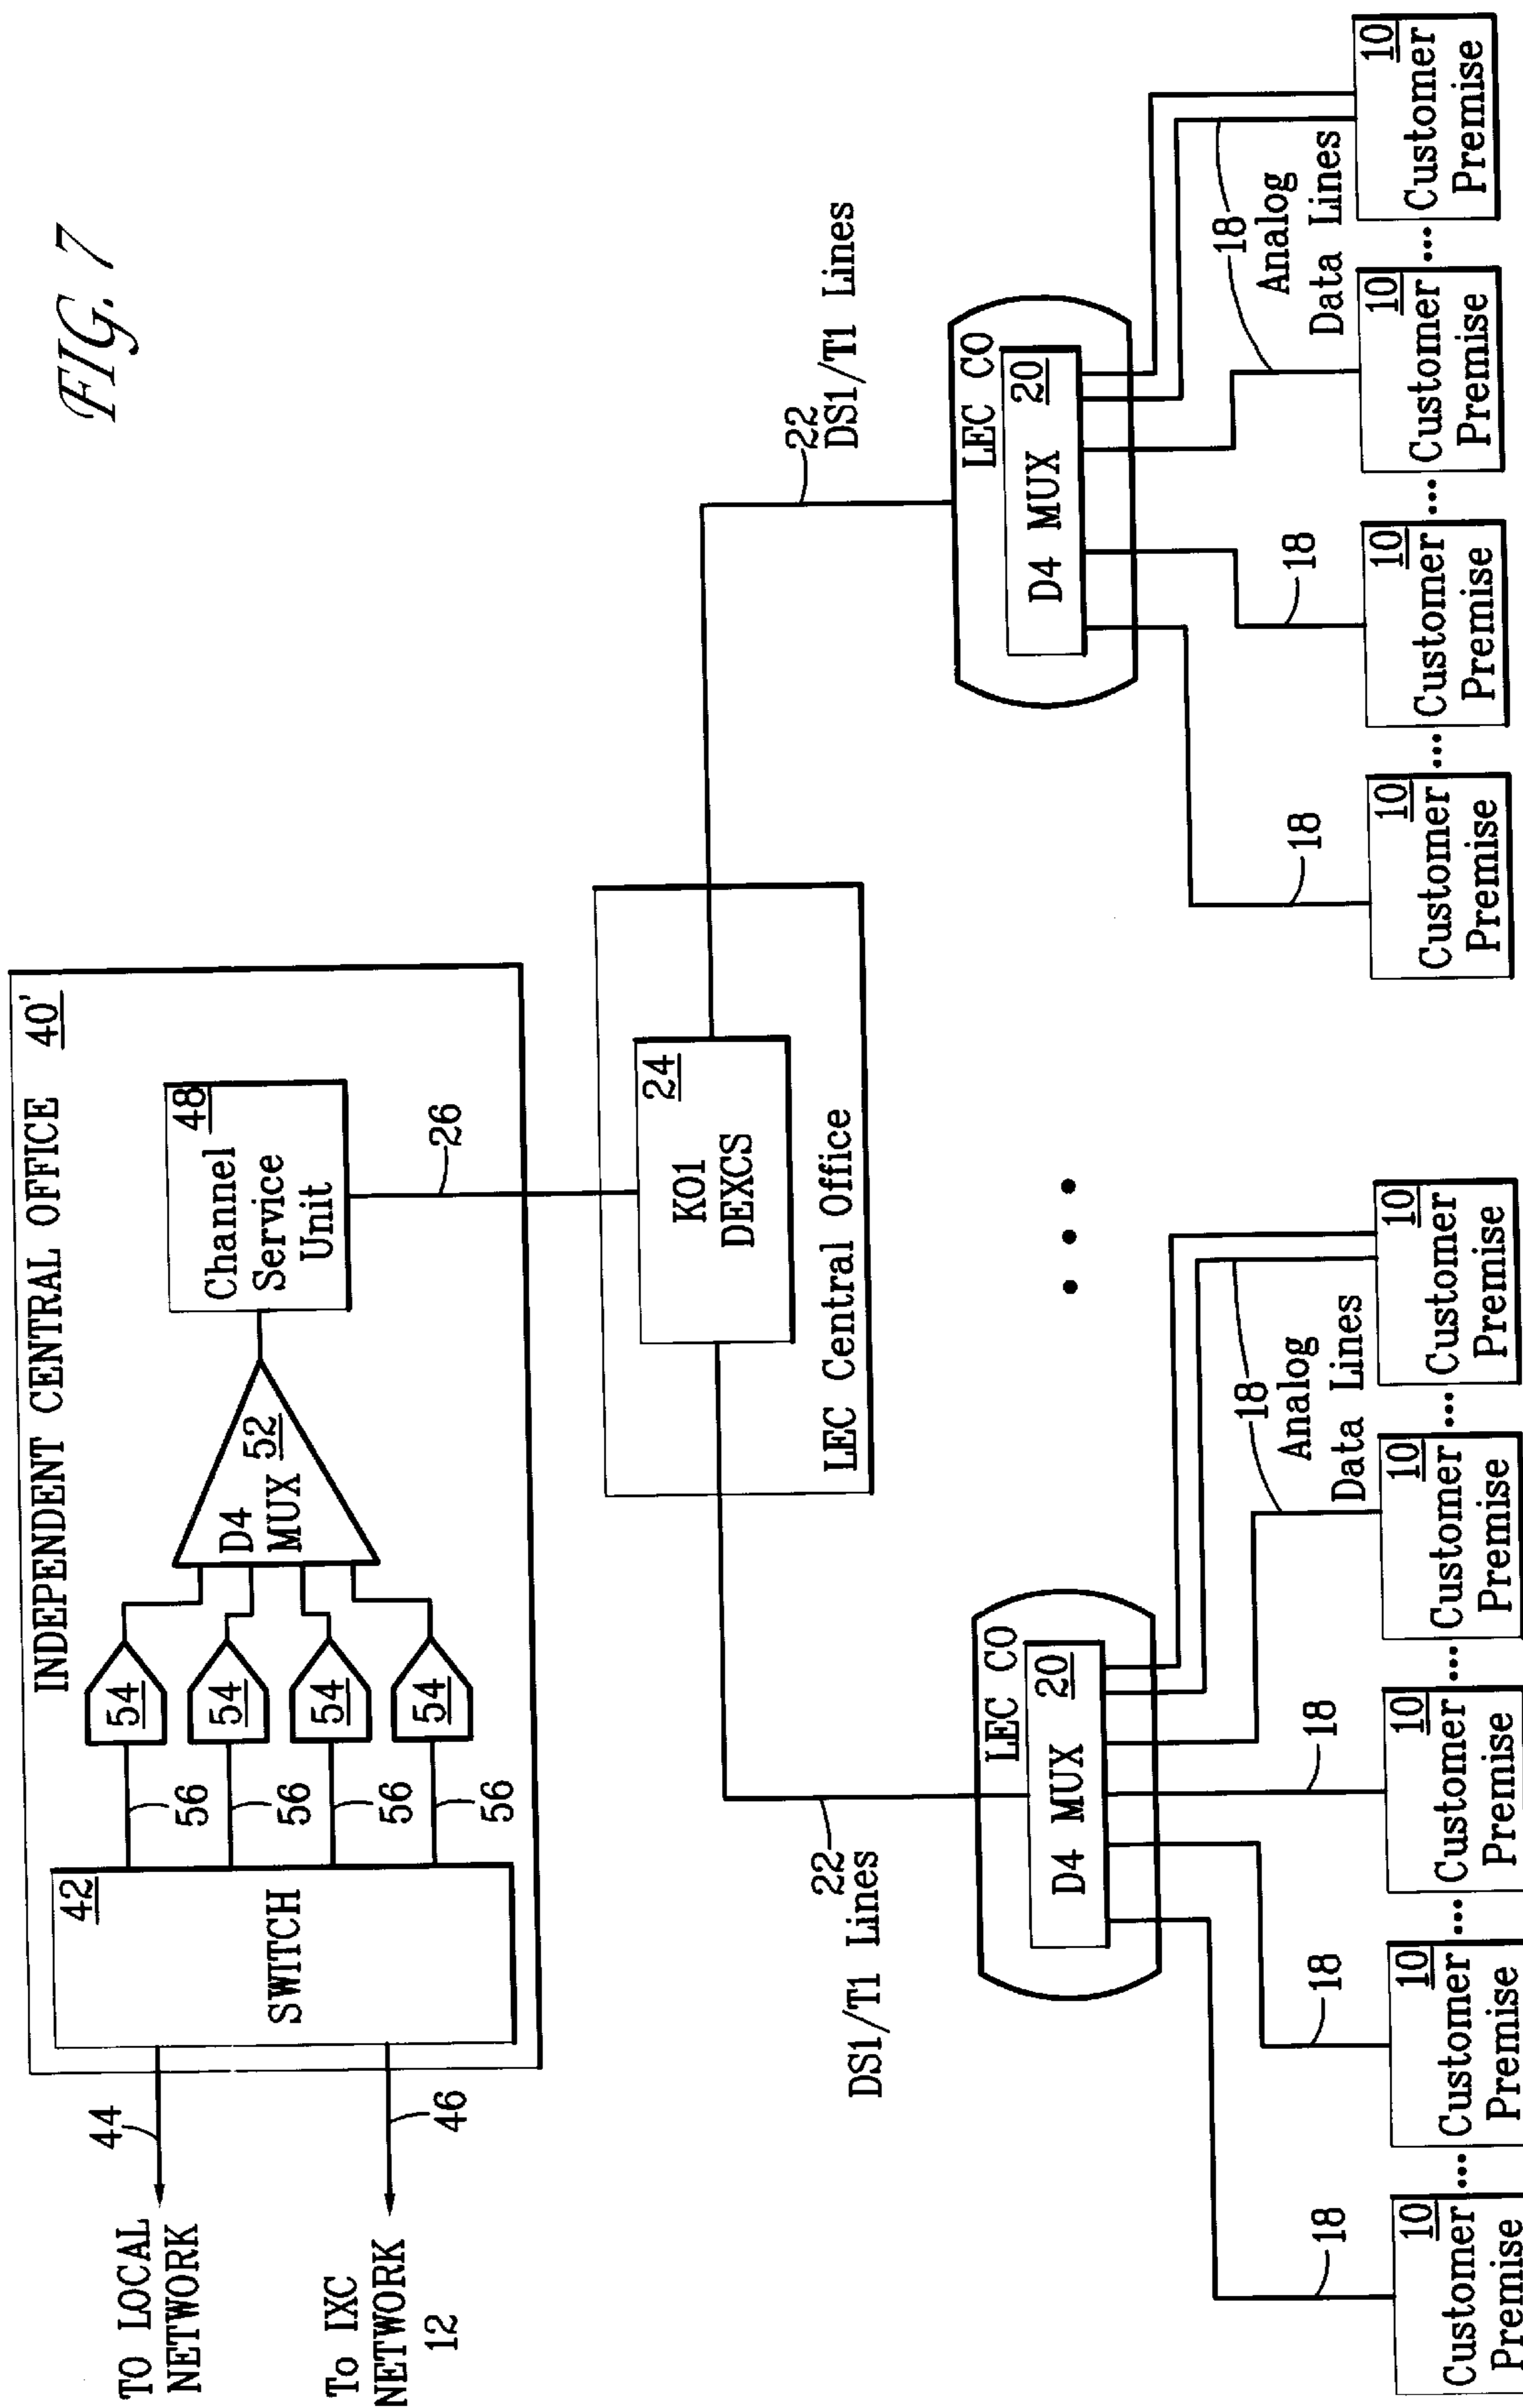 FIG. 7
INDEPENDENT CENTRAL OFFICE 40'
TO LOCAL
NETWORK
44
To IXC
NETWORK
12
46
42
SWITCH
56
56
56
56
54
54
54
54
D4
MUX 52
48
Channel
Service
Unit
26
24
K01
DEXCS
LEC Central Office
22
DS1/T1 Lines
22
DS1/T1 Lines
LEC CO
D4 MUX 20
LEC CO
D4 MUX 20
18
18
18
18
Analog
Data Lines
18
18
18
Analog
Data Lines
10
Customer
Premise
...
10
Customer
Premise
...
10
Customer
Premise
...
10
Customer
Premise
...
10
Customer
Premise
...
10
Customer
Premise
...
10
Customer
Premise
...
10
Customer
Premise
...
10
Customer
Premise